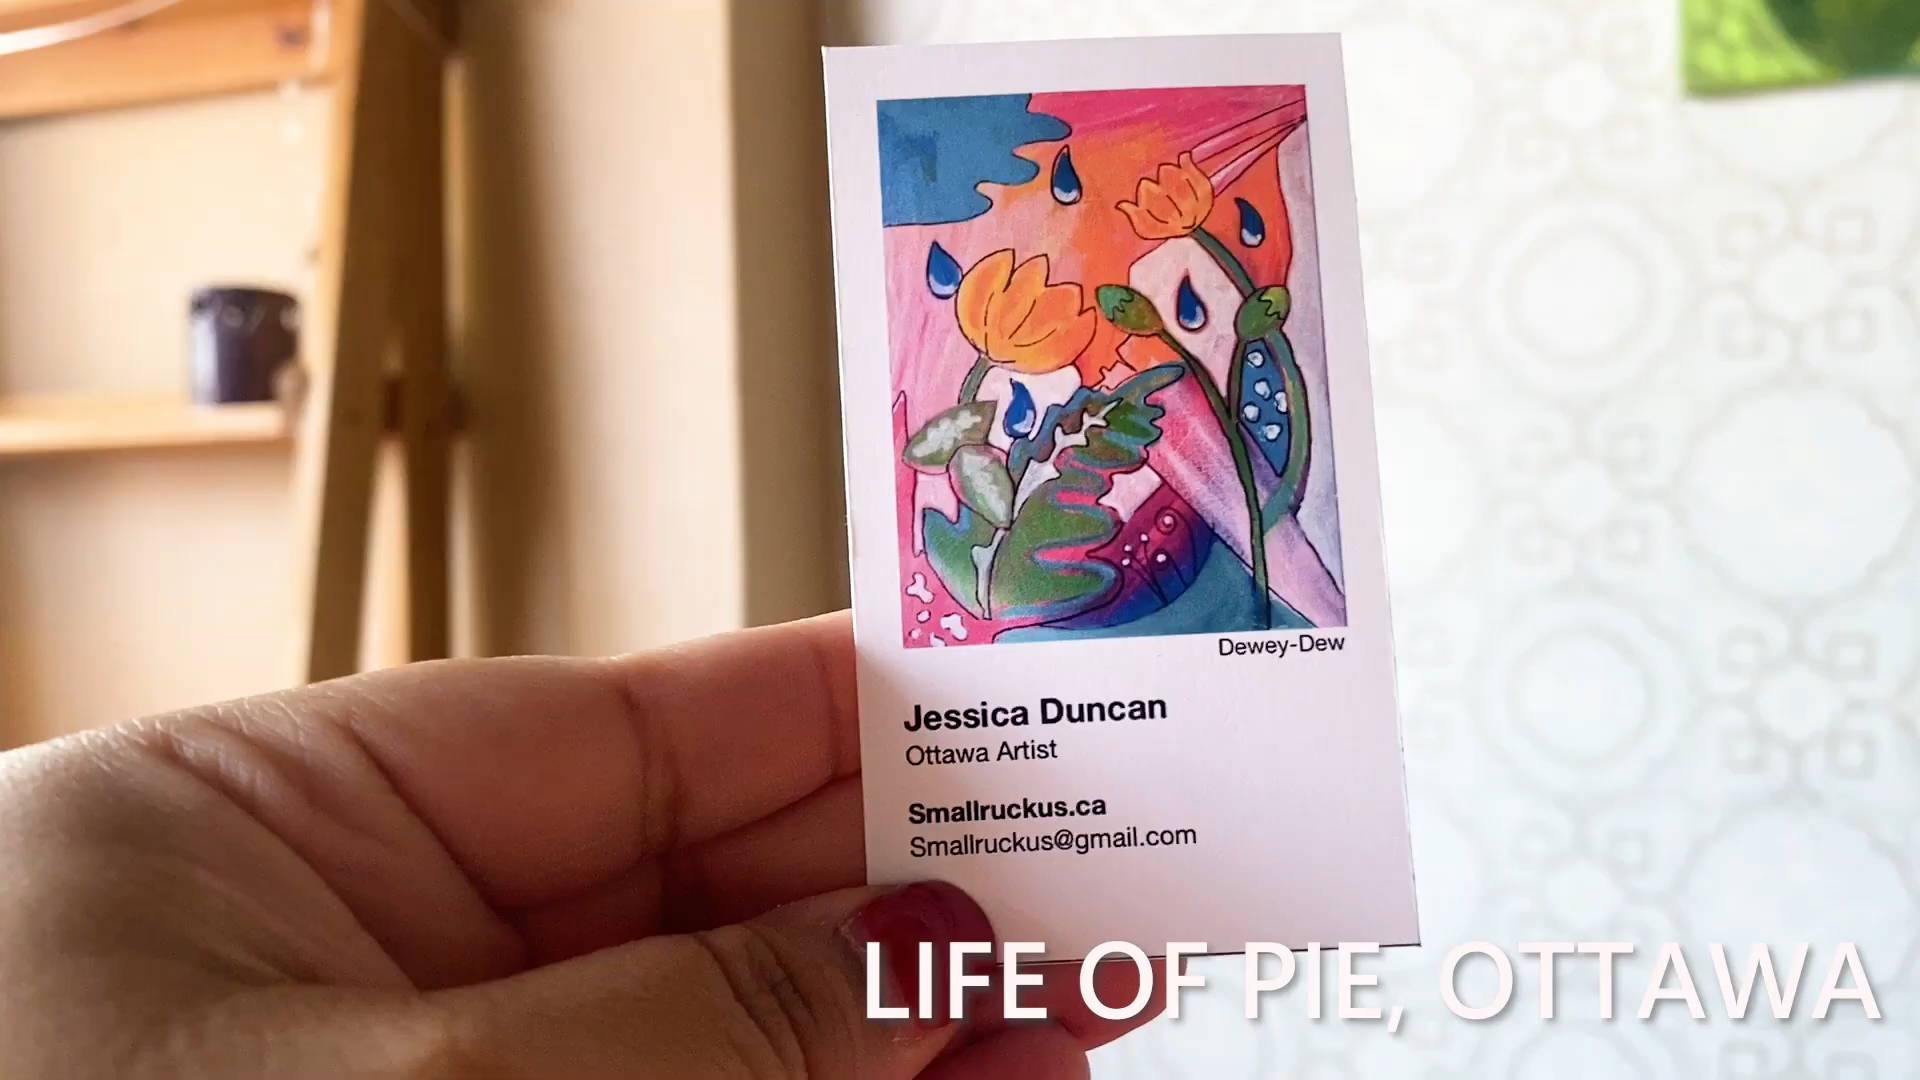 Dewey-Dew
Jessica Duncan
Ottawa Artist
Smallruckus.ca
Smallruckus@gmail.com
LIFE OF PIE, OTTAWA